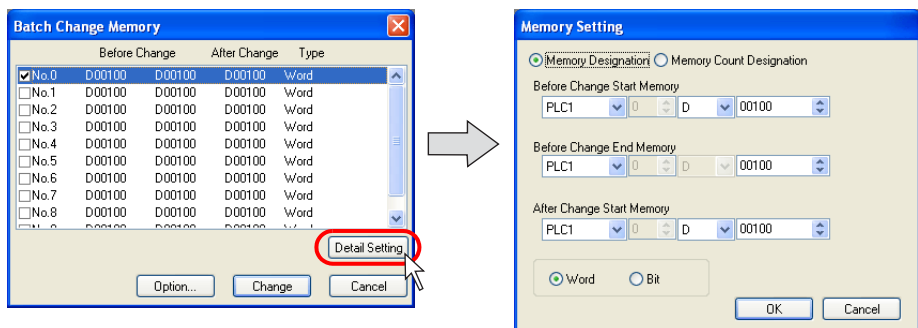 Batch Change Memory
Before Change After Change Type
No.0 D00100 D00100 D00100 Word
No.1 D00100 D00100 D00100 Word
No.2 D00100 D00100 D00100 Word
No.3 D00100 D00100 D00100 Word
No.4 D00100 D00100 D00100 Word
No.5 D00100 D00100 D00100 Word
No.6 D00100 D00100 D00100 Word
No.7 D00100 D00100 D00100 Word
No.8 D00100 D00100 D00100 Word
Detail Setting
Option... Change Cancel
Memory Setting
Memory Designation Memory Count Designation
Before Change Start Memory
PLC1 0 D 00100
Before Change End Memory
PLC1 0 D 00100
After Change Start Memory
PLC1 0 D 00100
Word Bit
OK Cancel